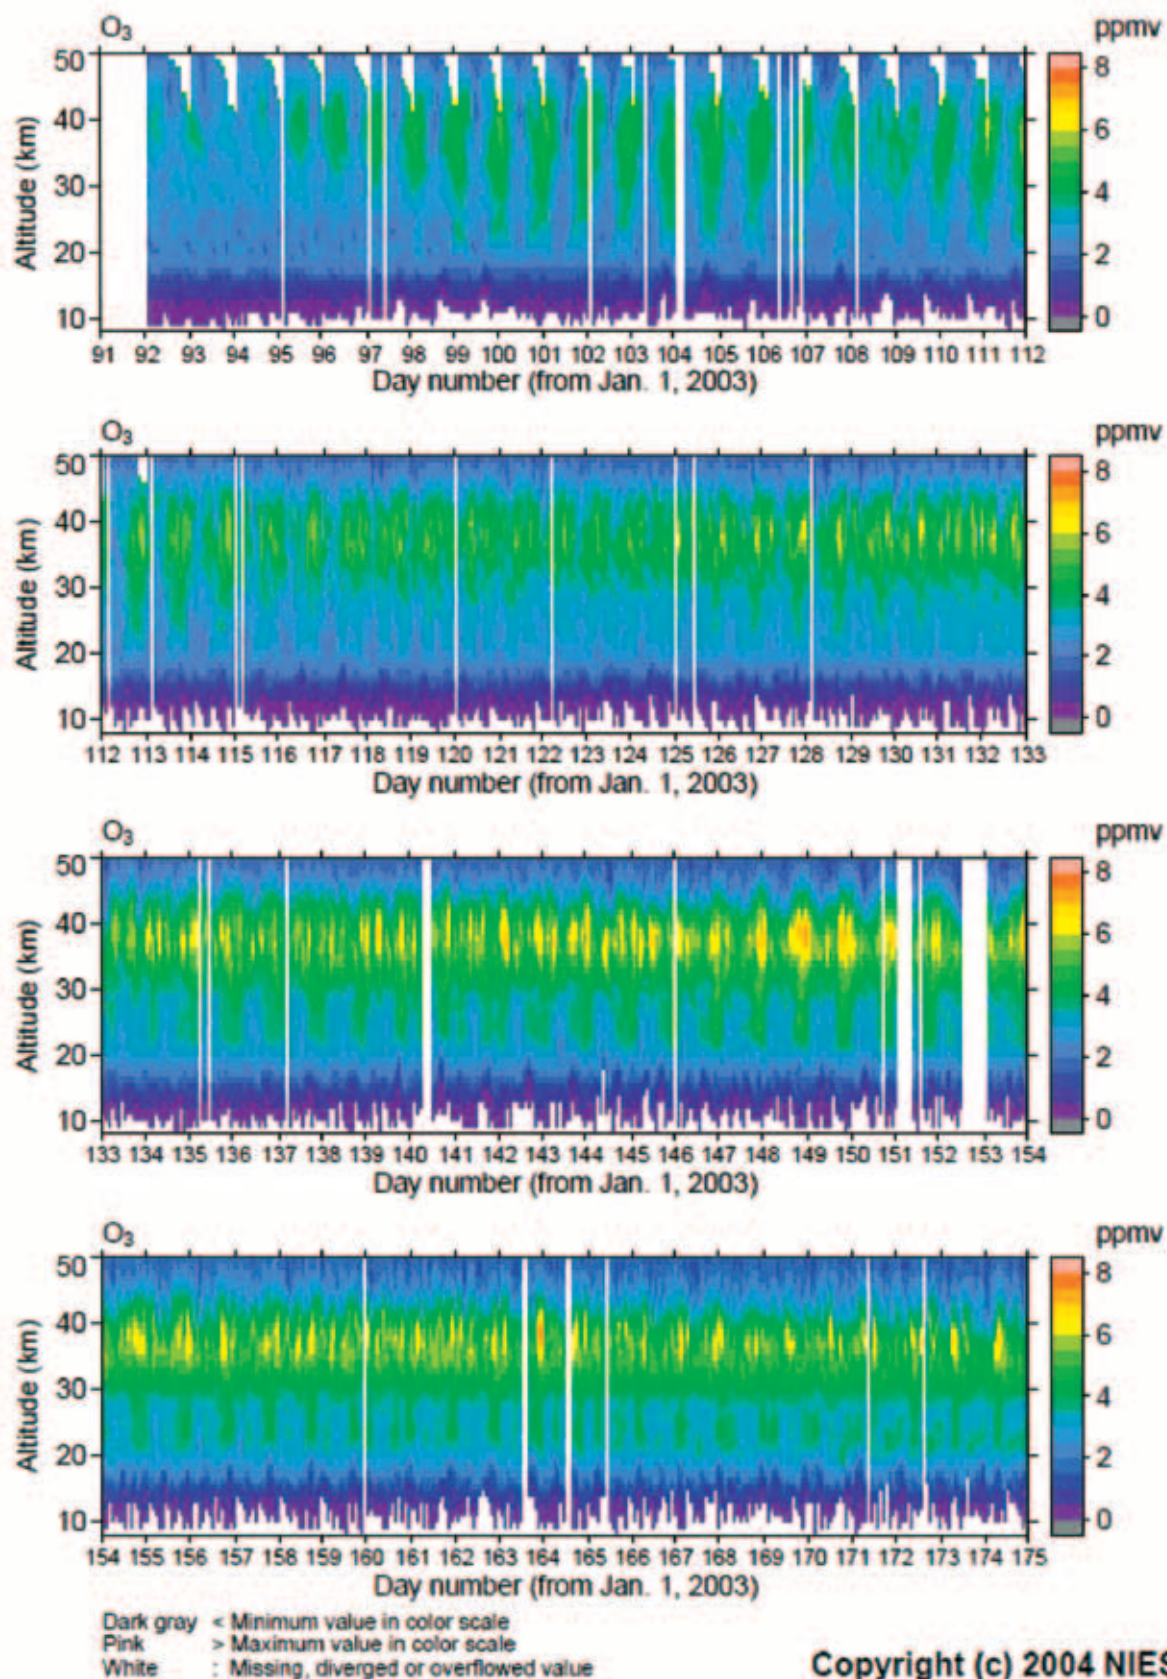 O3 ppmv
50
40
30
20
10
8
6
4
2
0
Altitude (km)
91 92 93 94 95 96 97 98 99 100 101 102 103 104 105 106 107 108 109 110 111 112
Day number (from Jan. 1, 2003)
O3 ppmv
50
40
30
20
10
8
6
4
2
0
Altitude (km)
112 113 114 115 116 117 118 119 120 121 122 123 124 125 126 127 128 129 130 131 132 133
Day number (from Jan. 1, 2003)
O3 ppmv
50
40
30
20
10
8
6
4
2
0
Altitude (km)
133 134 135 136 137 138 139 140 141 142 143 144 145 146 147 148 149 150 151 152 153 154
Day number (from Jan. 1, 2003)
O3 ppmv
50
40
30
20
10
8
6
4
2
0
Altitude (km)
154 155 156 157 158 159 160 161 162 163 164 165 166 167 168 169 170 171 172 173 174 175
Day number (from Jan. 1, 2003)
Dark gray < Minimum value in color scale
Pink > Maximum value in color scale
White : Missing, diverged or overflowed value
Copyright (c) 2004 NIES